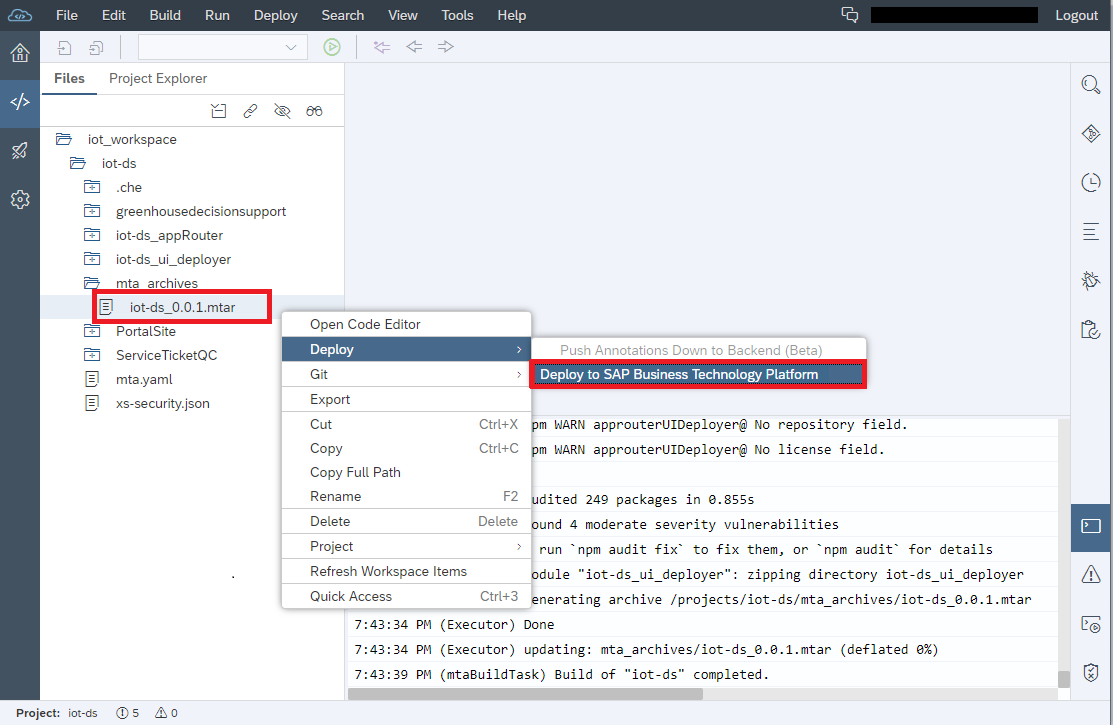 File Edit Build Run Deploy Search View Tools Help Logout
Files Project Explorer
iot_workspace
iot-ds
.che
greenhousedecisionsupport
iot-ds_appRouter
iot-ds_ui_deployer
mta_archives
iot-ds_0.0.1.mtar
PortalSite
ServiceTicketQC
mta.yaml
xs-security.json
Open Code Editor
Deploy
Git
Export
Cut Ctrl+X
Copy Ctrl+C
Copy Full Path
Rename F2
Delete Delete
Project
Refresh Workspace Items
Quick Access Ctrl+3
Push Annotations Down to Backend (Beta)
Deploy to SAP Business Technology Platform
pm WARN approuterUIDeployer@ No repository field.
pm WARN approuterUIDeployer@ No license field.
udited 249 packages in 0.855s
ound 4 moderate severity vulnerabilities
run `npm audit fix` to fix them, or `npm audit` for details
odule "iot-ds_ui_deployer": zipping directory iot-ds_ui_deployer
enerating archive /projects/iot-ds/mta_archives/iot-ds_0.0.1.mtar
7:43:34 PM (Executor) Done
7:43:34 PM (Executor) updating: mta_archives/iot-ds_0.0.1.mtar (deflated 0%)
7:43:39 PM (mtaBuildTask) Build of "iot-ds" completed.
Project: iot-ds 5 0